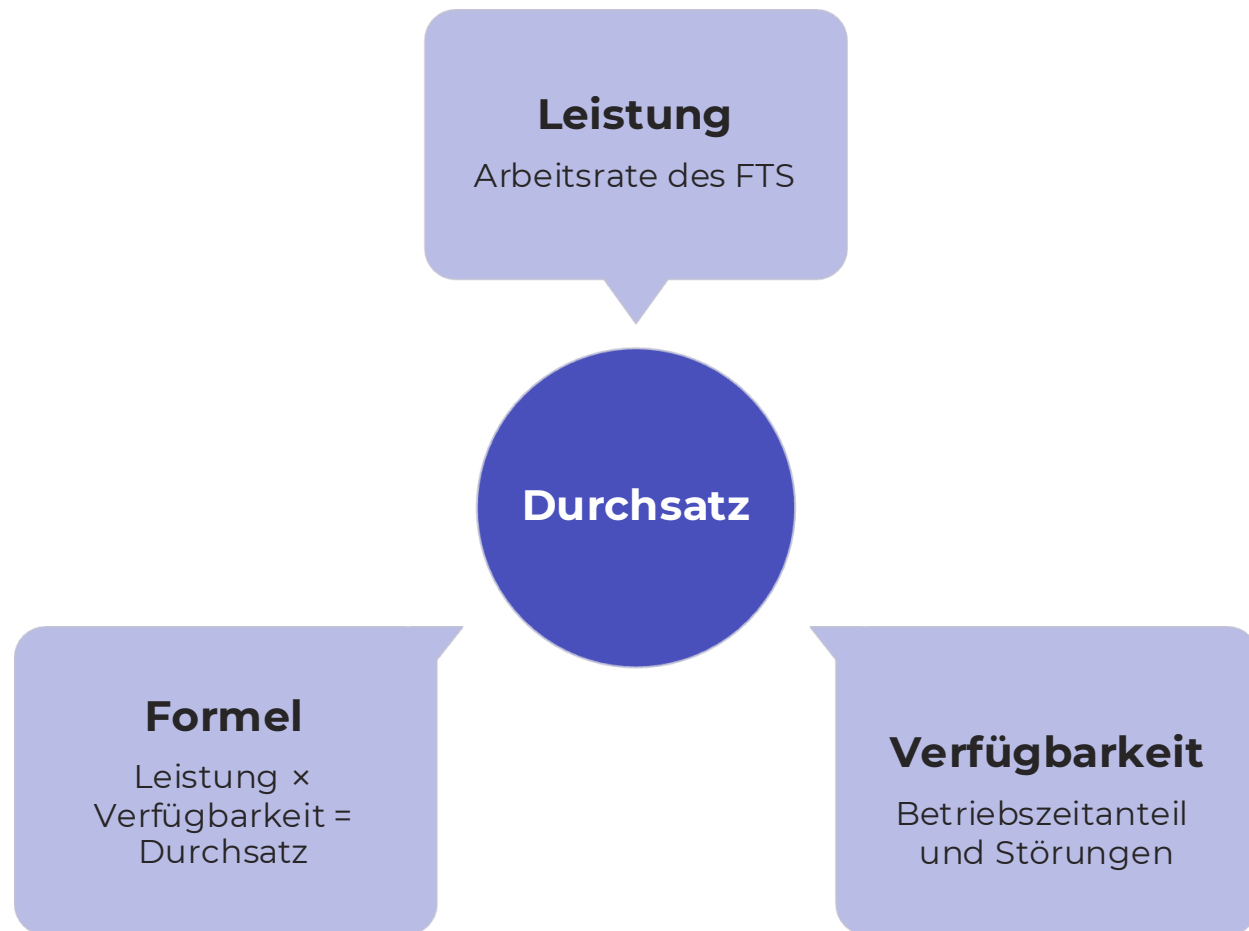 Leistung
Arbeitsrate des FTS
Durchsatz
Formel
Leistung ×
Verfügbarkeit =
Durchsatz
Verfügbarkeit
Betriebszeitanteil
und Störungen